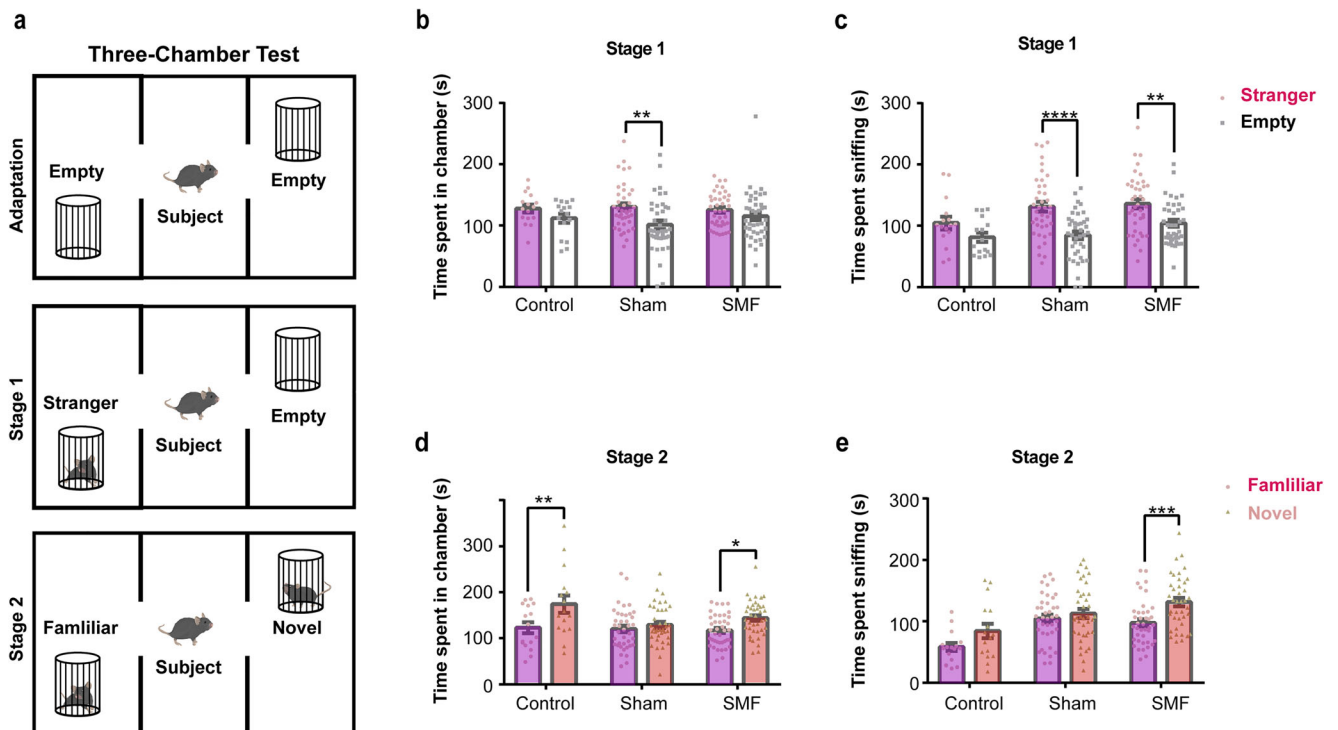 a
Three-Chamber Test
Adaptation
Empty
Subject
Empty
Stage 1
Stranger
Subject
Empty
Stage 2
Famliliar
Subject
Novel
b
Stage 1
Time spent in chamber (s)
300
200
100
0
**
Control Sham SMF
c
Stage 1
Time spent sniffing (s)
300
200
100
0
****
**
Control Sham SMF
Stranger
Empty
d
Stage 2
Time spent in chamber (s)
300
200
100
0
**
*
Control Sham SMF
e
Stage 2
Time spent sniffing (s)
300
200
100
0
***
Control Sham SMF
Famliliar
Novel